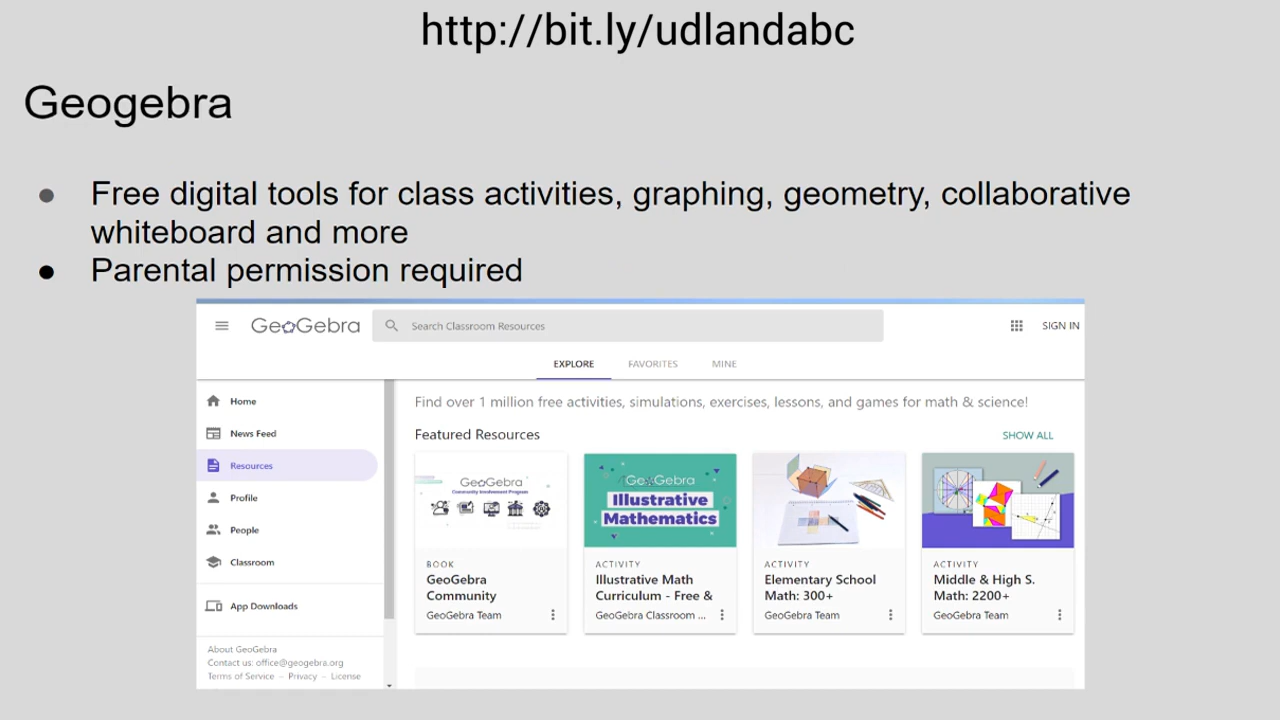 http://bit.ly/udlandabc
Geogebra
● Free digital tools for class activities, graphing, geometry, collaborative
whiteboard and more
● Parental permission required
GeoGebra
Search Classroom Resources
SIGN IN
EXPLORE
FAVORITES
MINE
Home
News Feed
Resources
Profile
People
Classroom
App Downloads
About GeoGebra
Contact us: office@geogebra.org
Terms of Service – Privacy – License
Find over 1 million free activities, simulations, exercises, lessons, and games for math & science!
Featured Resources
SHOW ALL
GeoGebra
Community Involvement Program
BOOK
GeoGebra
Community
GeoGebra Team
GeoGebra
Illustrative
Mathematics
ACTIVITY
Illustrative Math
Curriculum - Free &
GeoGebra Classroom ...
ACTIVITY
Elementary School
Math: 300+
GeoGebra Team
ACTIVITY
Middle & High S.
Math: 2200+
GeoGebra Team